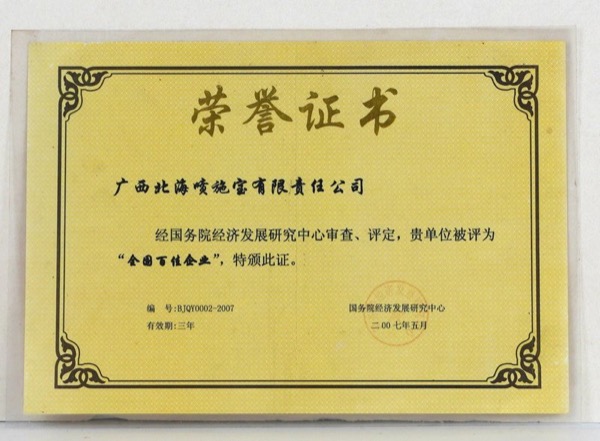 荣誉证书
广西北海喷施宝有限责任公司
经国务院经济发展研究中心审查、评定，贵单位被评为
“全国百佳企业”，特颁此证。
编 号:BJQY0002-2007
国务院经济发展研究中心
有效期:三年
二00七年五月